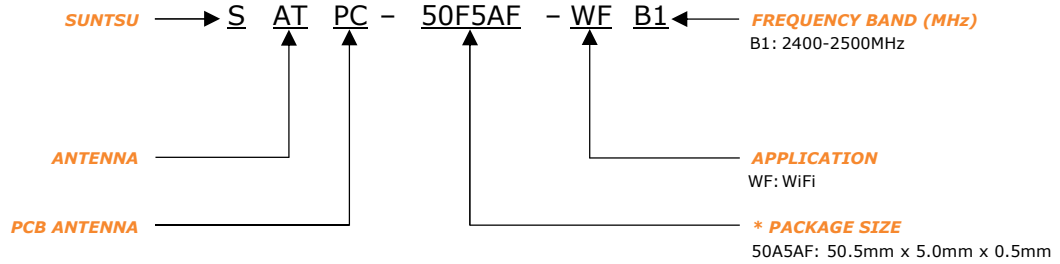 SUNTSU
S AT PC – 50F5AF – WF B1
FREQUENCY BAND (MHz)
B1: 2400-2500MHz
ANTENNA
APPLICATION
WF: WiFi
PCB ANTENNA
* PACKAGE SIZE
50A5AF: 50.5mm x 5.0mm x 0.5mm